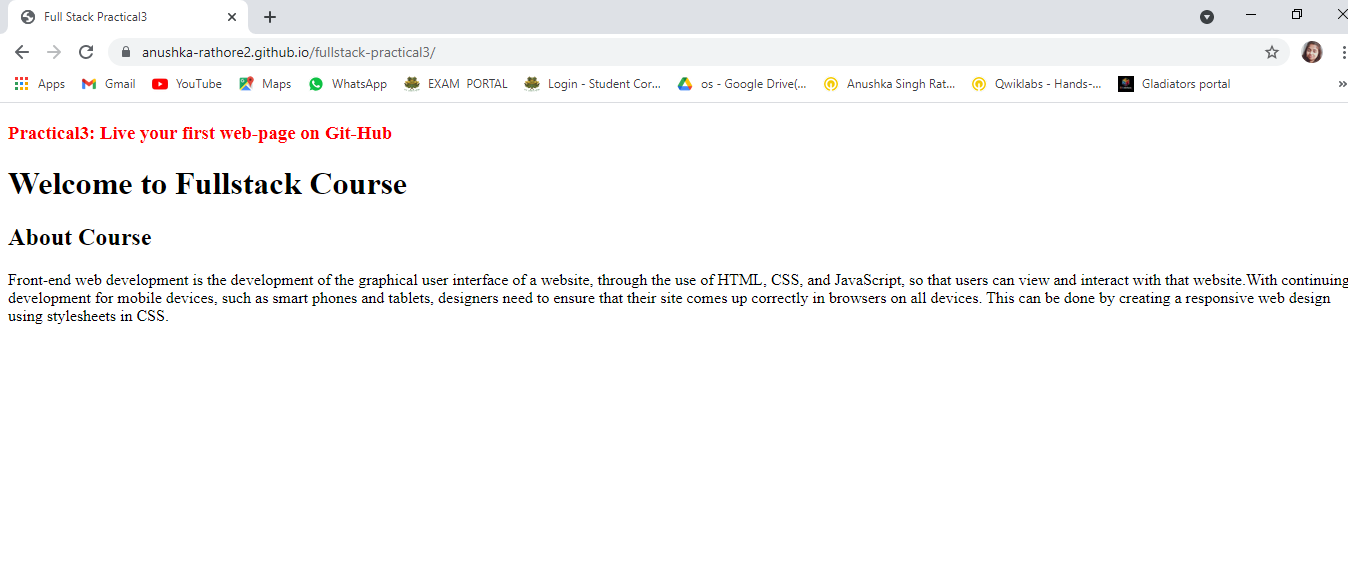 Full Stack Practical3
anushka-rathore2.github.io/fullstack-practical3/
Apps Gmail YouTube Maps WhatsApp EXAM PORTAL Login - Student Cor... os - Google Drive(... Anushka Singh Rat... Qwiklabs - Hands-... Gladiators portal »
Practical3: Live your first web-page on Git-Hub
Welcome to Fullstack Course
About Course
Front-end web development is the development of the graphical user interface of a website, through the use of HTML, CSS, and JavaScript, so that users can view and interact with that website.With continuing
development for mobile devices, such as smart phones and tablets, designers need to ensure that their site comes up correctly in browsers on all devices. This can be done by creating a responsive web design
using stylesheets in CSS.